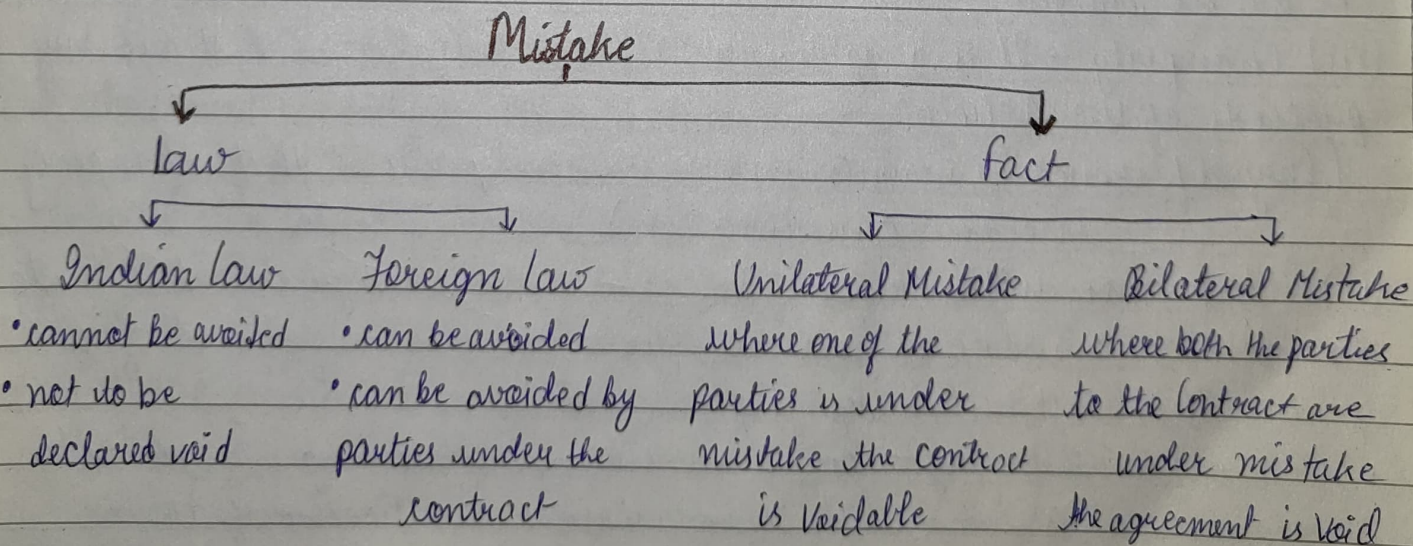 Mistake
law fact
Indian law Foreign law Unilateral Mistake Bilateral Mistake
• cannot be avoided • can be avoided where one of the where both the parties
• not to be • can be avoided by parties is under to the contract are
declared void parties under the mistake the contract under mistake
contract is voidable the agreement is void